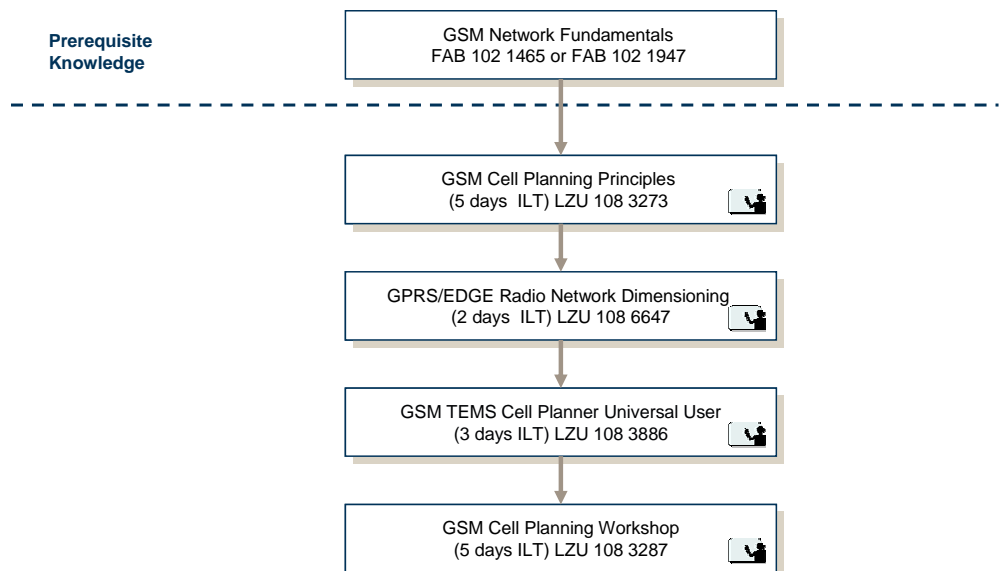 Prerequisite
Knowledge
GSM Network Fundamentals
FAB 102 1465 or FAB 102 1947
GSM Cell Planning Principles
(5 days  ILT) LZU 108 3273
GPRS/EDGE Radio Network Dimensioning
(2 days  ILT) LZU 108 6647
GSM TEMS Cell Planner Universal User
(3 days ILT) LZU 108 3886
GSM Cell Planning Workshop
(5 days ILT) LZU 108 3287